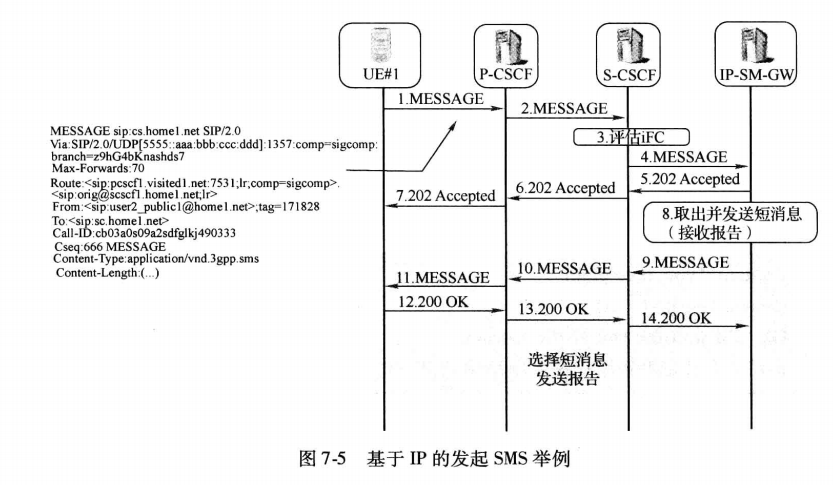 UE#1
P-CSCF
S-CSCF
IP-SM-GW
1.MESSAGE
2.MESSAGE
3.评估iFC
4.MESSAGE
5.202 Accepted
6.202 Accepted
7.202 Accepted
8.取出并发送短消息
（接收报告）
9.MESSAGE
10.MESSAGE
11.MESSAGE
12.200 OK
13.200 OK
14.200 OK
选择短消息
发送报告
MESSAGE sip:cs.home1.net SIP/2.0
Via:SIP/2.0/UDP[5555::aaa:bbb:ccc:ddd]:1357:comp=sigcomp:
branch=z9hG4bKnashds7
Max-Forwards:70
Route:<sip:pcscf1.visited1.net:7531;lr;comp=sigcomp>.
<sip:orig@scscf1.home1.net;lr>
From:<sip:user2_public1@home1.net>;tag=171828
To:<sip:sc.home1.net>
Call-ID:cb03a0s09a2sdfglkj490333
Cseq:666 MESSAGE
Content-Type:application/vnd.3gpp.sms
Content-Length:(...)
图 7-5 基于 IP 的发起 SMS 举例